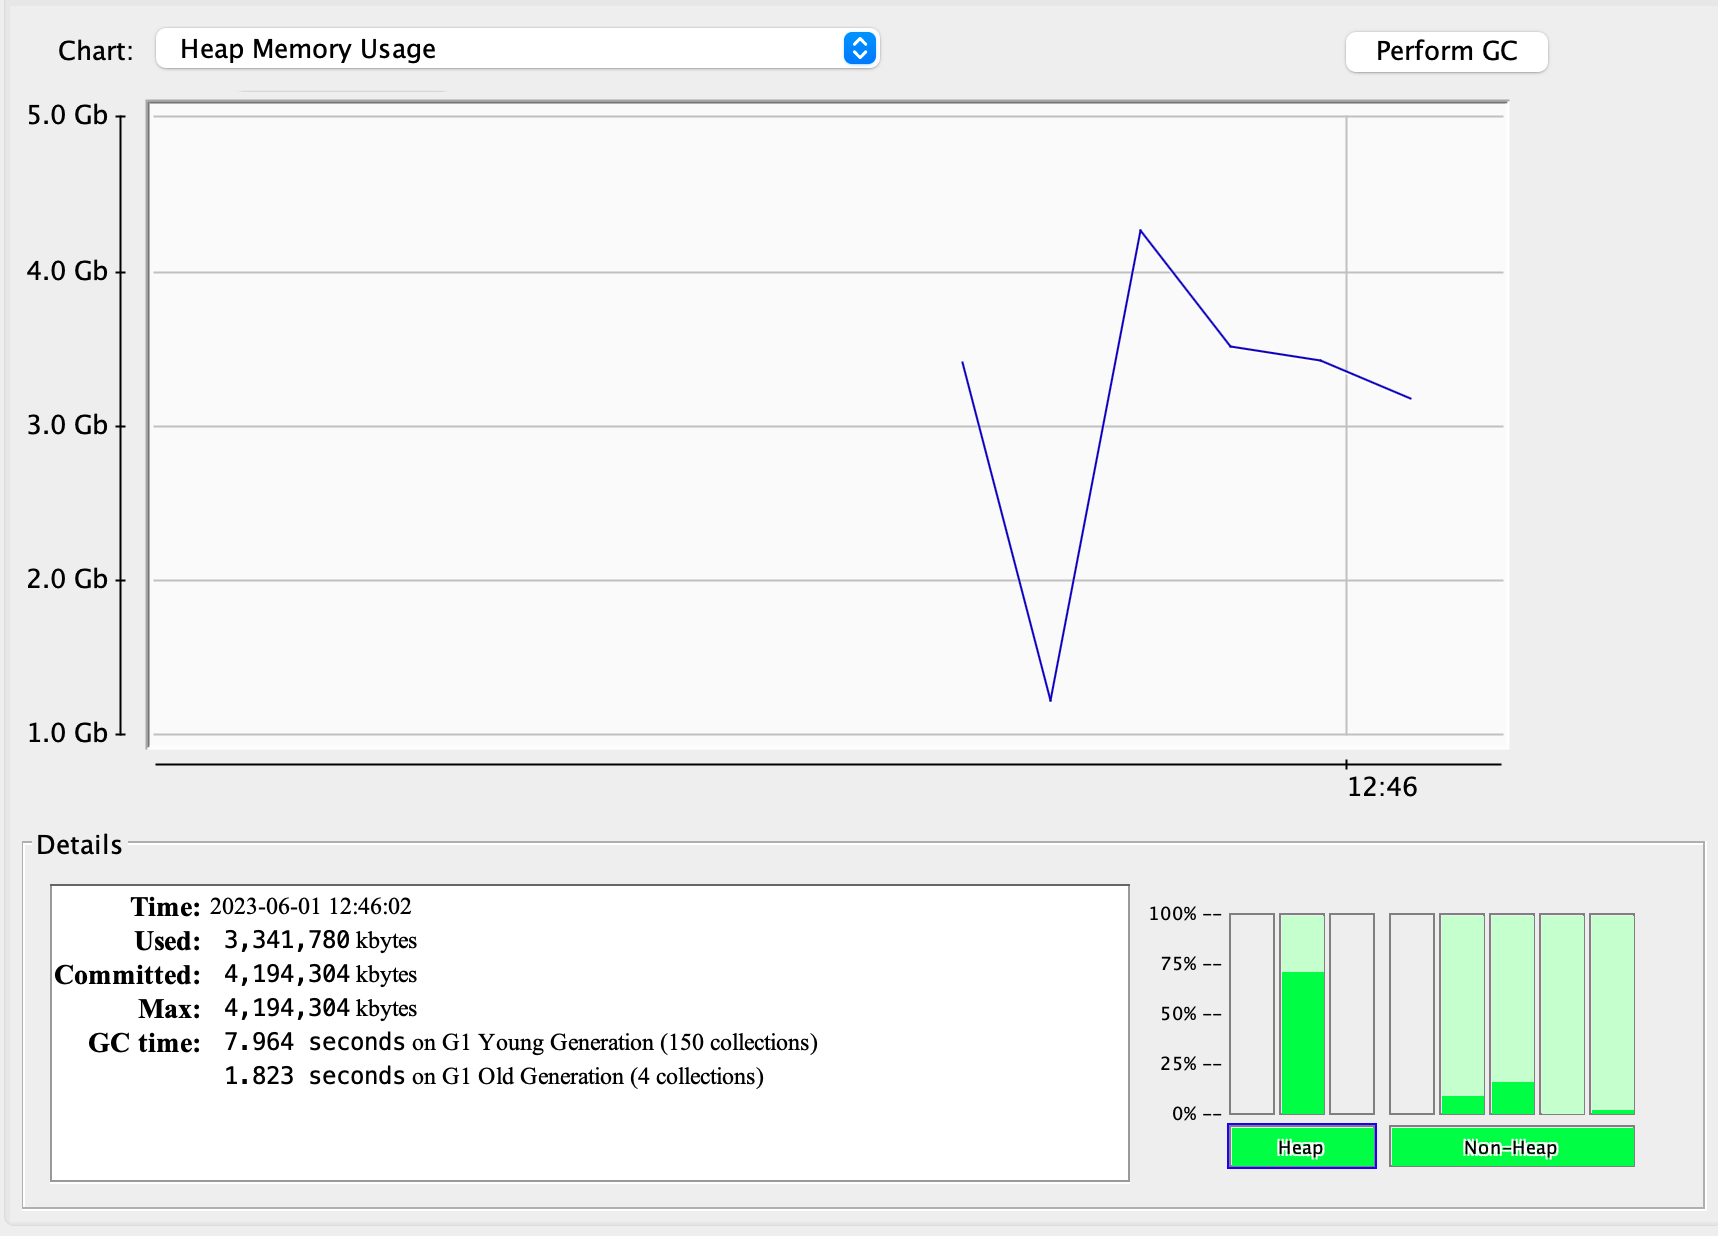 Chart: Heap Memory Usage Perform GC
5.0 Gb
4.0 Gb
3.0 Gb
2.0 Gb
1.0 Gb
12:46
Details
Time: 2023-06-01 12:46:02
Used: 3,341,780 kbytes
Committed: 4,194,304 kbytes
Max: 4,194,304 kbytes
GC time: 7.964 seconds on G1 Young Generation (150 collections)
1.823 seconds on G1 Old Generation (4 collections)
100% --
75% --
50% --
25% --
0% --
Heap Non-Heap